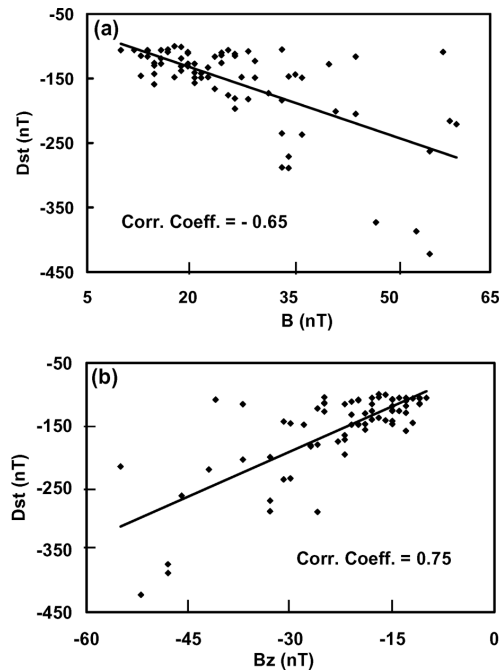 (a)
-50
-150
-250
-350
-450
Dst (nT)
Corr. Coeff. = - 0.65
5
20
35
50
65
B (nT)
(b)
-50
-150
-250
-350
-450
Dst (nT)
Corr. Coeff. = 0.75
-60
-45
-30
-15
0
Bz (nT)